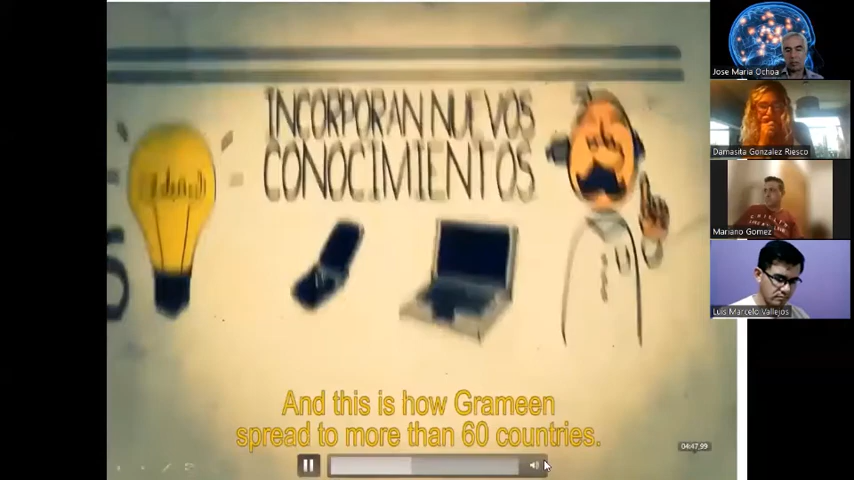 INCORPORAN NUEVOS
CONOCIMIENTOS
And this is how Grameen
spread to more than 60 countries.
04:47,99
Jose Maria Ochoa
Damasita Gonzalez Riesco
Mariano Gomez
Luis Marcelo Vallejos